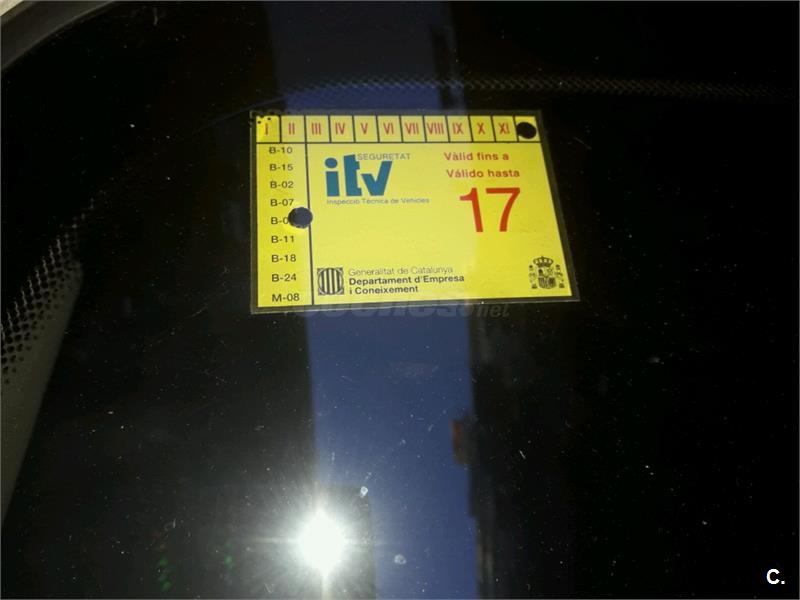 I II III IV V VI VII VIII IX X XI
B-10
B-15
B-02
B-07
B-11
B-18
B-24
M-08
SEGURETAT
itv
Inspecció Tècnica de Vehicles
Vàlid fins a
Válido hasta
17
Generalitat de Catalunya
Departament d'Empresa
i Coneixement
.net
C.